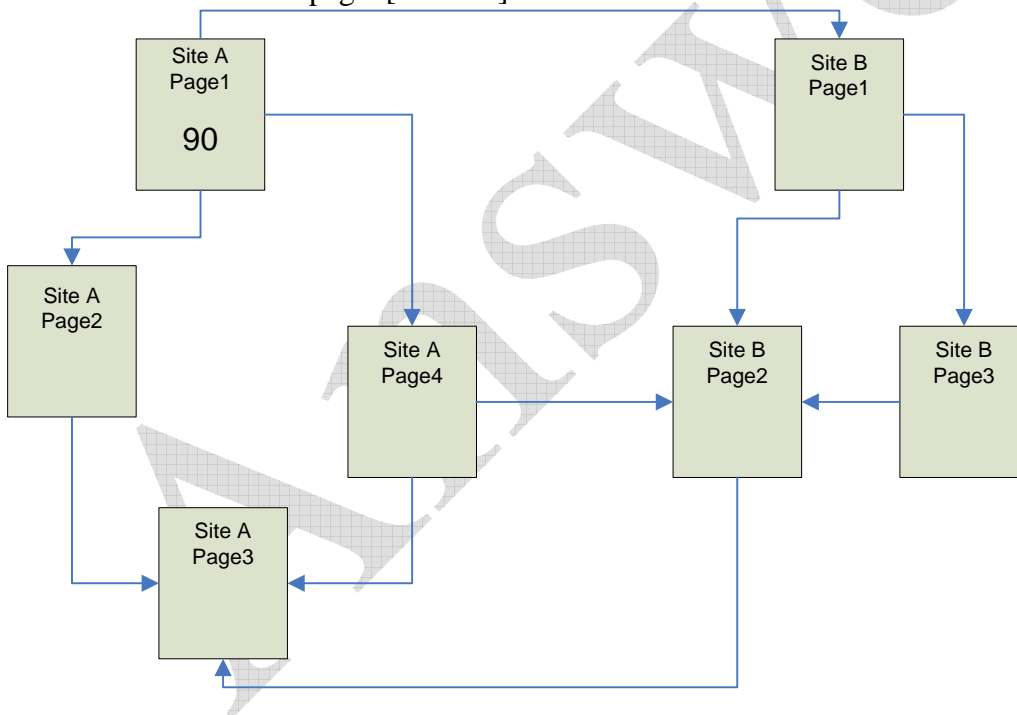 Site A
Page1
90
Site B
Page1
Site A
Page2
Site A
Page4
Site B
Page2
Site B
Page3
Site A
Page3